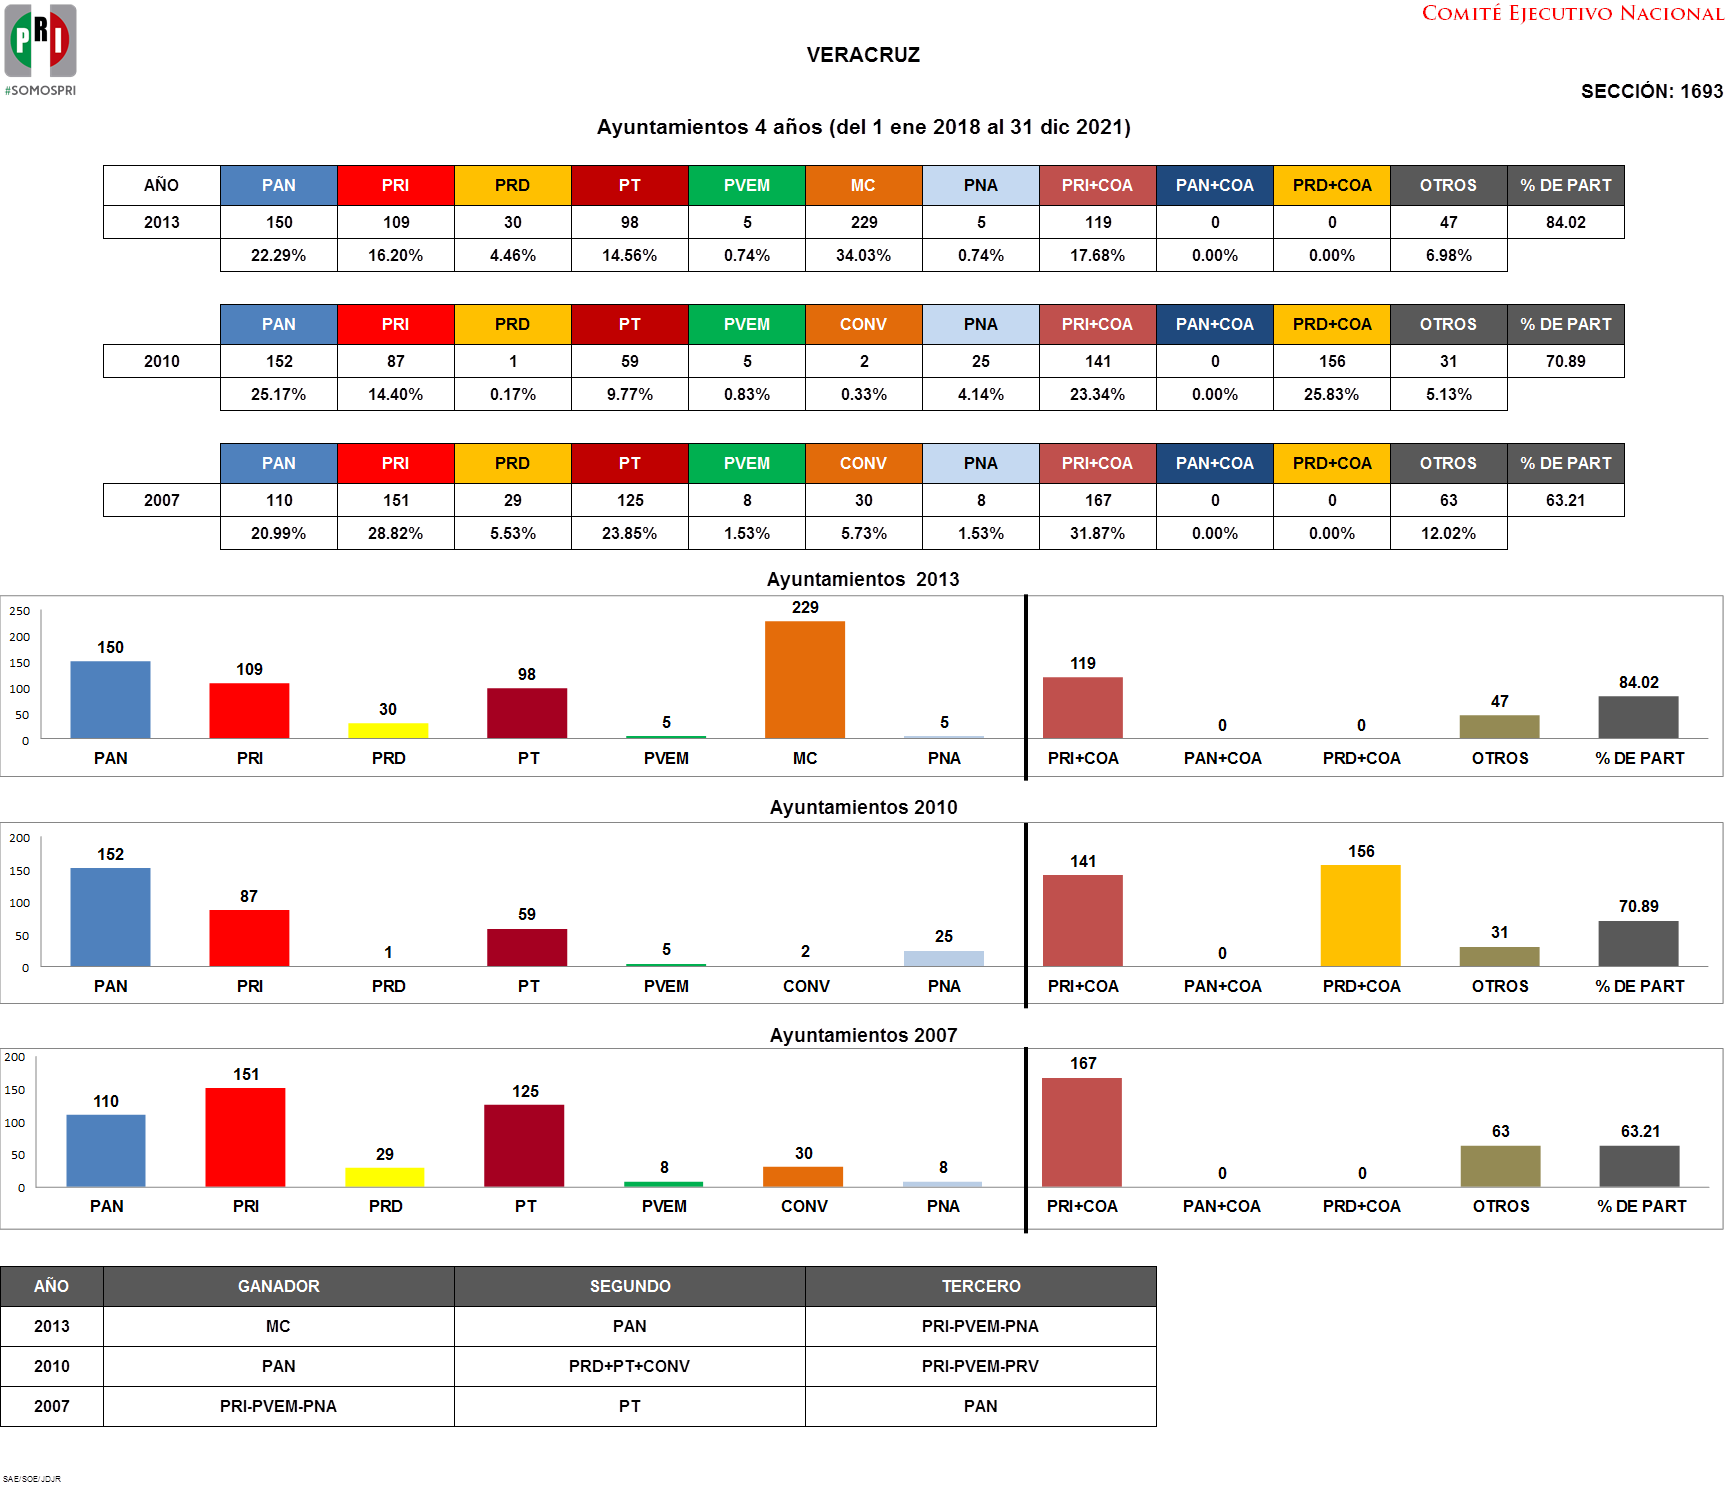 PRI
#SOMOSPRI
COMITÉ EJECUTIVO NACIONAL
VERACRUZ
SECCIÓN: 1693
Ayuntamientos 4 años (del 1 ene 2018 al 31 dic 2021)
AÑO PAN PRI PRD PT PVEM MC PNA PRI+COA PAN+COA PRD+COA OTROS % DE PART
2013 150 109 30 98 5 229 5 119 0 0 47 84.02
22.29% 16.20% 4.46% 14.56% 0.74% 34.03% 0.74% 17.68% 0.00% 0.00% 6.98%
PAN PRI PRD PT PVEM CONV PNA PRI+COA PAN+COA PRD+COA OTROS % DE PART
2010 152 87 1 59 5 2 25 141 0 156 31 70.89
25.17% 14.40% 0.17% 9.77% 0.83% 0.33% 4.14% 23.34% 0.00% 25.83% 5.13%
PAN PRI PRD PT PVEM CONV PNA PRI+COA PAN+COA PRD+COA OTROS % DE PART
2007 110 151 29 125 8 30 8 167 0 0 63 63.21
20.99% 28.82% 5.53% 23.85% 1.53% 5.73% 1.53% 31.87% 0.00% 0.00% 12.02%
Ayuntamientos 2013
250
200
150
100
50
0
150 109 30 98 5 229 5 119 0 0 47 84.02
PAN PRI PRD PT PVEM MC PNA PRI+COA PAN+COA PRD+COA OTROS % DE PART
Ayuntamientos 2010
200
150
100
50
0
152 87 1 59 5 2 25 141 0 156 31 70.89
PAN PRI PRD PT PVEM CONV PNA PRI+COA PAN+COA PRD+COA OTROS % DE PART
Ayuntamientos 2007
200
150
100
50
0
110 151 29 125 8 30 8 167 0 0 63 63.21
PAN PRI PRD PT PVEM CONV PNA PRI+COA PAN+COA PRD+COA OTROS % DE PART
AÑO GANADOR SEGUNDO TERCERO
2013 MC PAN PRI-PVEM-PNA
2010 PAN PRD+PT+CONV PRI-PVEM-PRV
2007 PRI-PVEM-PNA PT PAN
SAE/SOE/JDJR